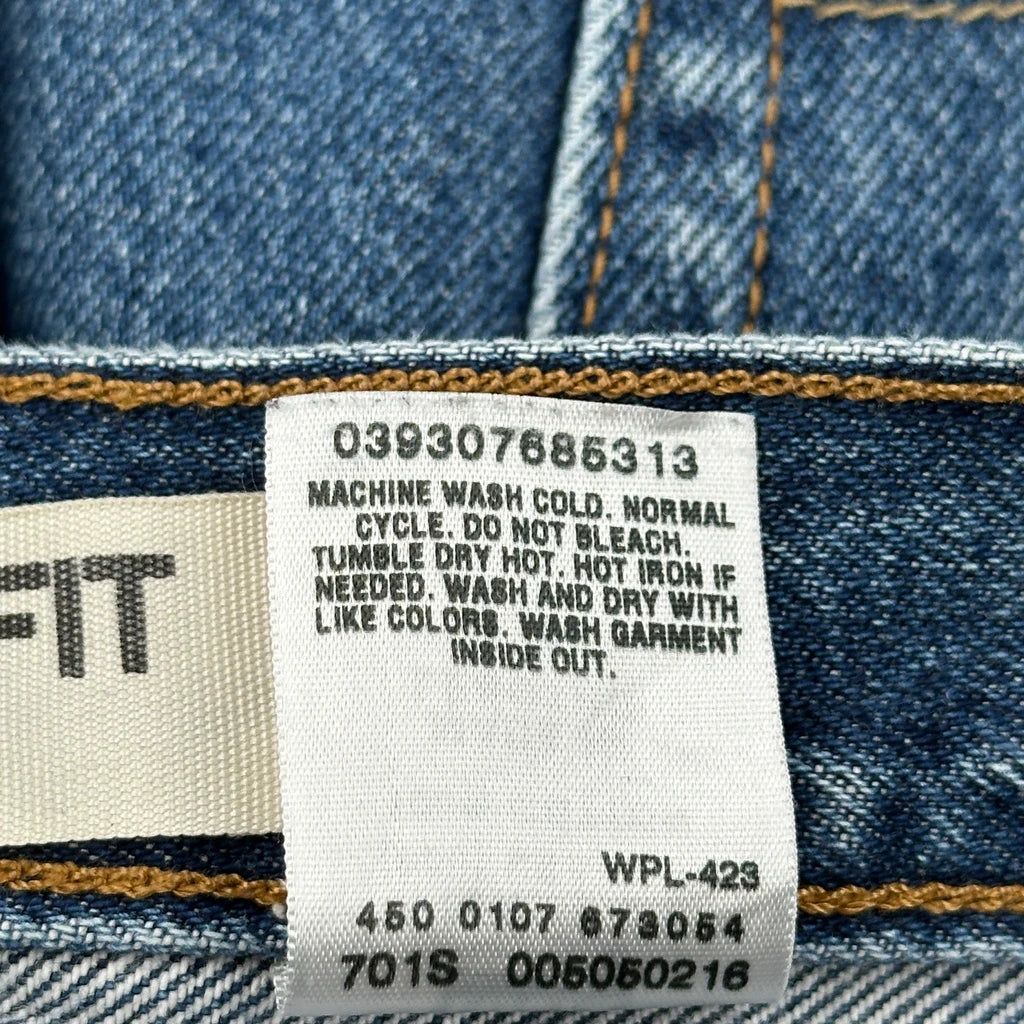 FIT
039307685313
MACHINE WASH COLD. NORMAL
CYCLE. DO NOT BLEACH.
TUMBLE DRY HOT. HOT IRON IF
NEEDED. WASH AND DRY WITH
LIKE COLORS. WASH GARMENT
INSIDE OUT.
WPL-423
450 0107 673054
701S 005050216